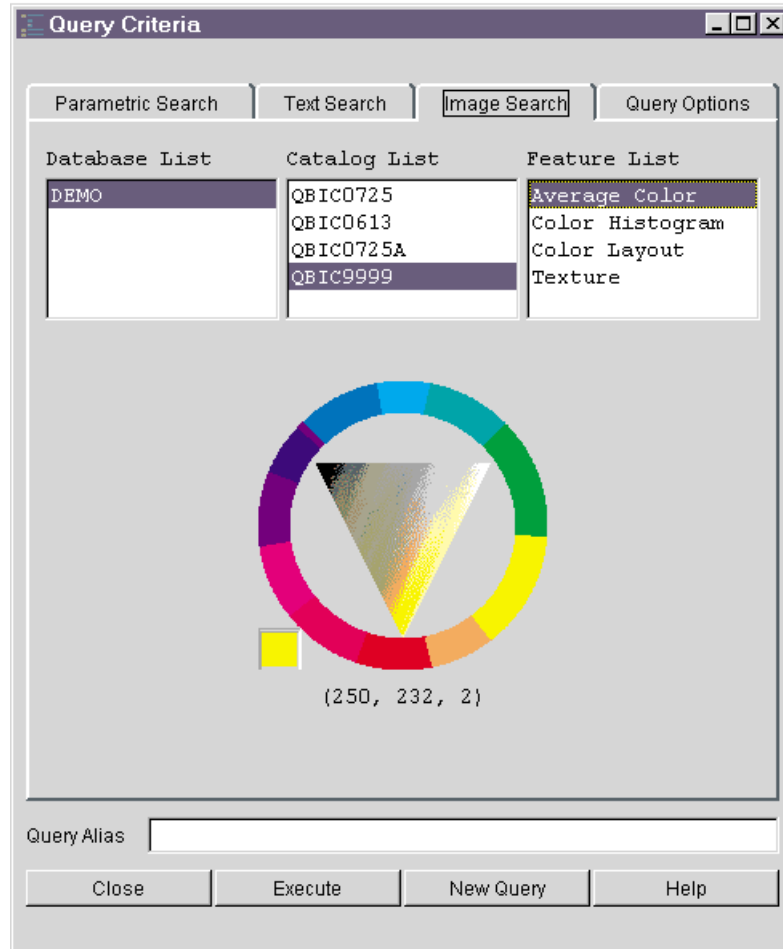 Query Criteria
Parametric Search Text Search Image Search Query Options
Database List Catalog List Feature List
DEMO QBIC0725 Average Color
QBIC0613 Color Histogram
QBIC0725A Color Layout
QBIC9999 Texture
(250, 232, 2)
Query Alias
Close Execute New Query Help